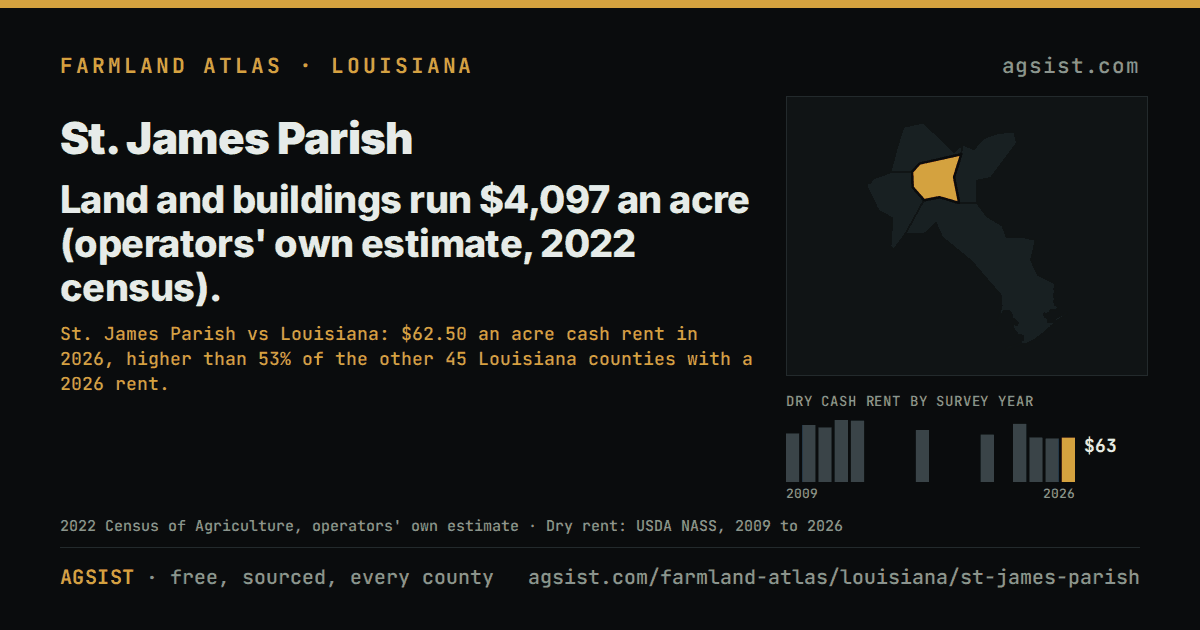 FARMLAND ATLAS · LOUISIANA
agsist.com
St. James Parish
Land and buildings run $4,097 an acre
(operators' own estimate, 2022
census).
St. James Parish vs Louisiana: $62.50 an acre cash rent in
2026, higher than 53% of the other 45 Louisiana counties with a
2026 rent.
DRY CASH RENT BY SURVEY YEAR
$63
2009
2026
2022 Census of Agriculture, operators' own estimate · Dry rent: USDA NASS, 2009 to 2026
AGSIST · free, sourced, every county
agsist.com/farmland-atlas/louisiana/st-james-parish